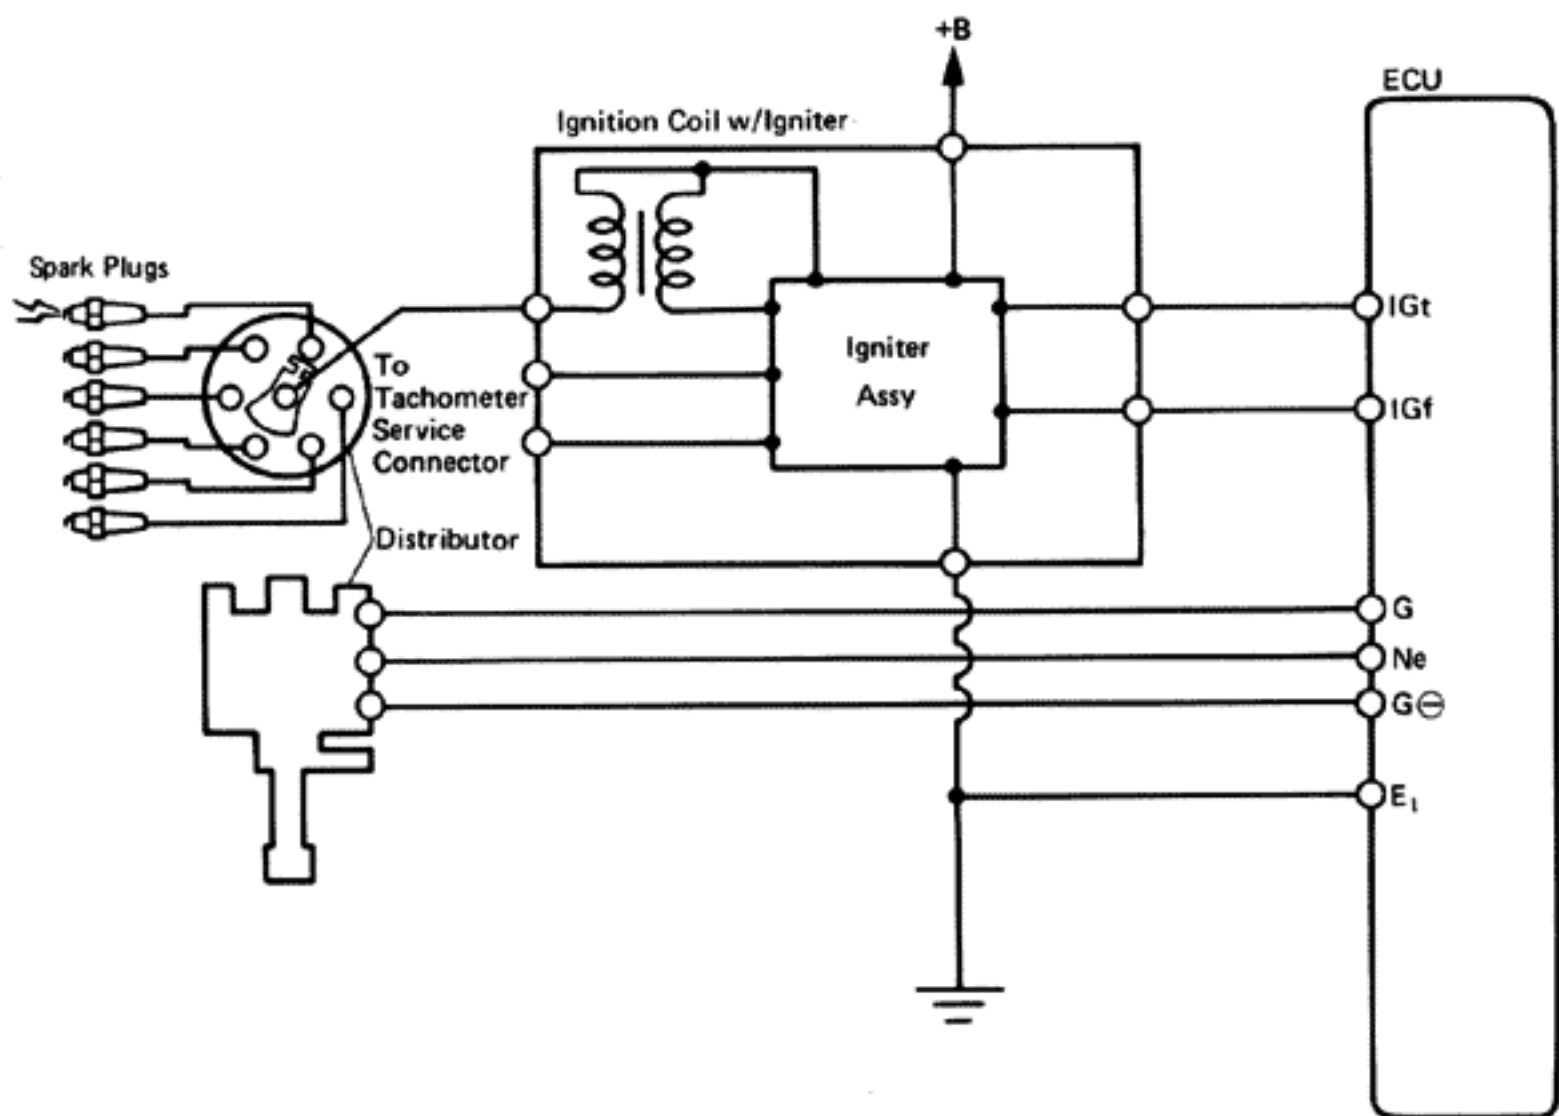 +B
ECU
Ignition Coil w/Igniter
Spark Plugs
IGt
To
Tachometer
Service
Connector
Igniter
Assy
IGf
Distributor
G
Ne
G⊖
E₁